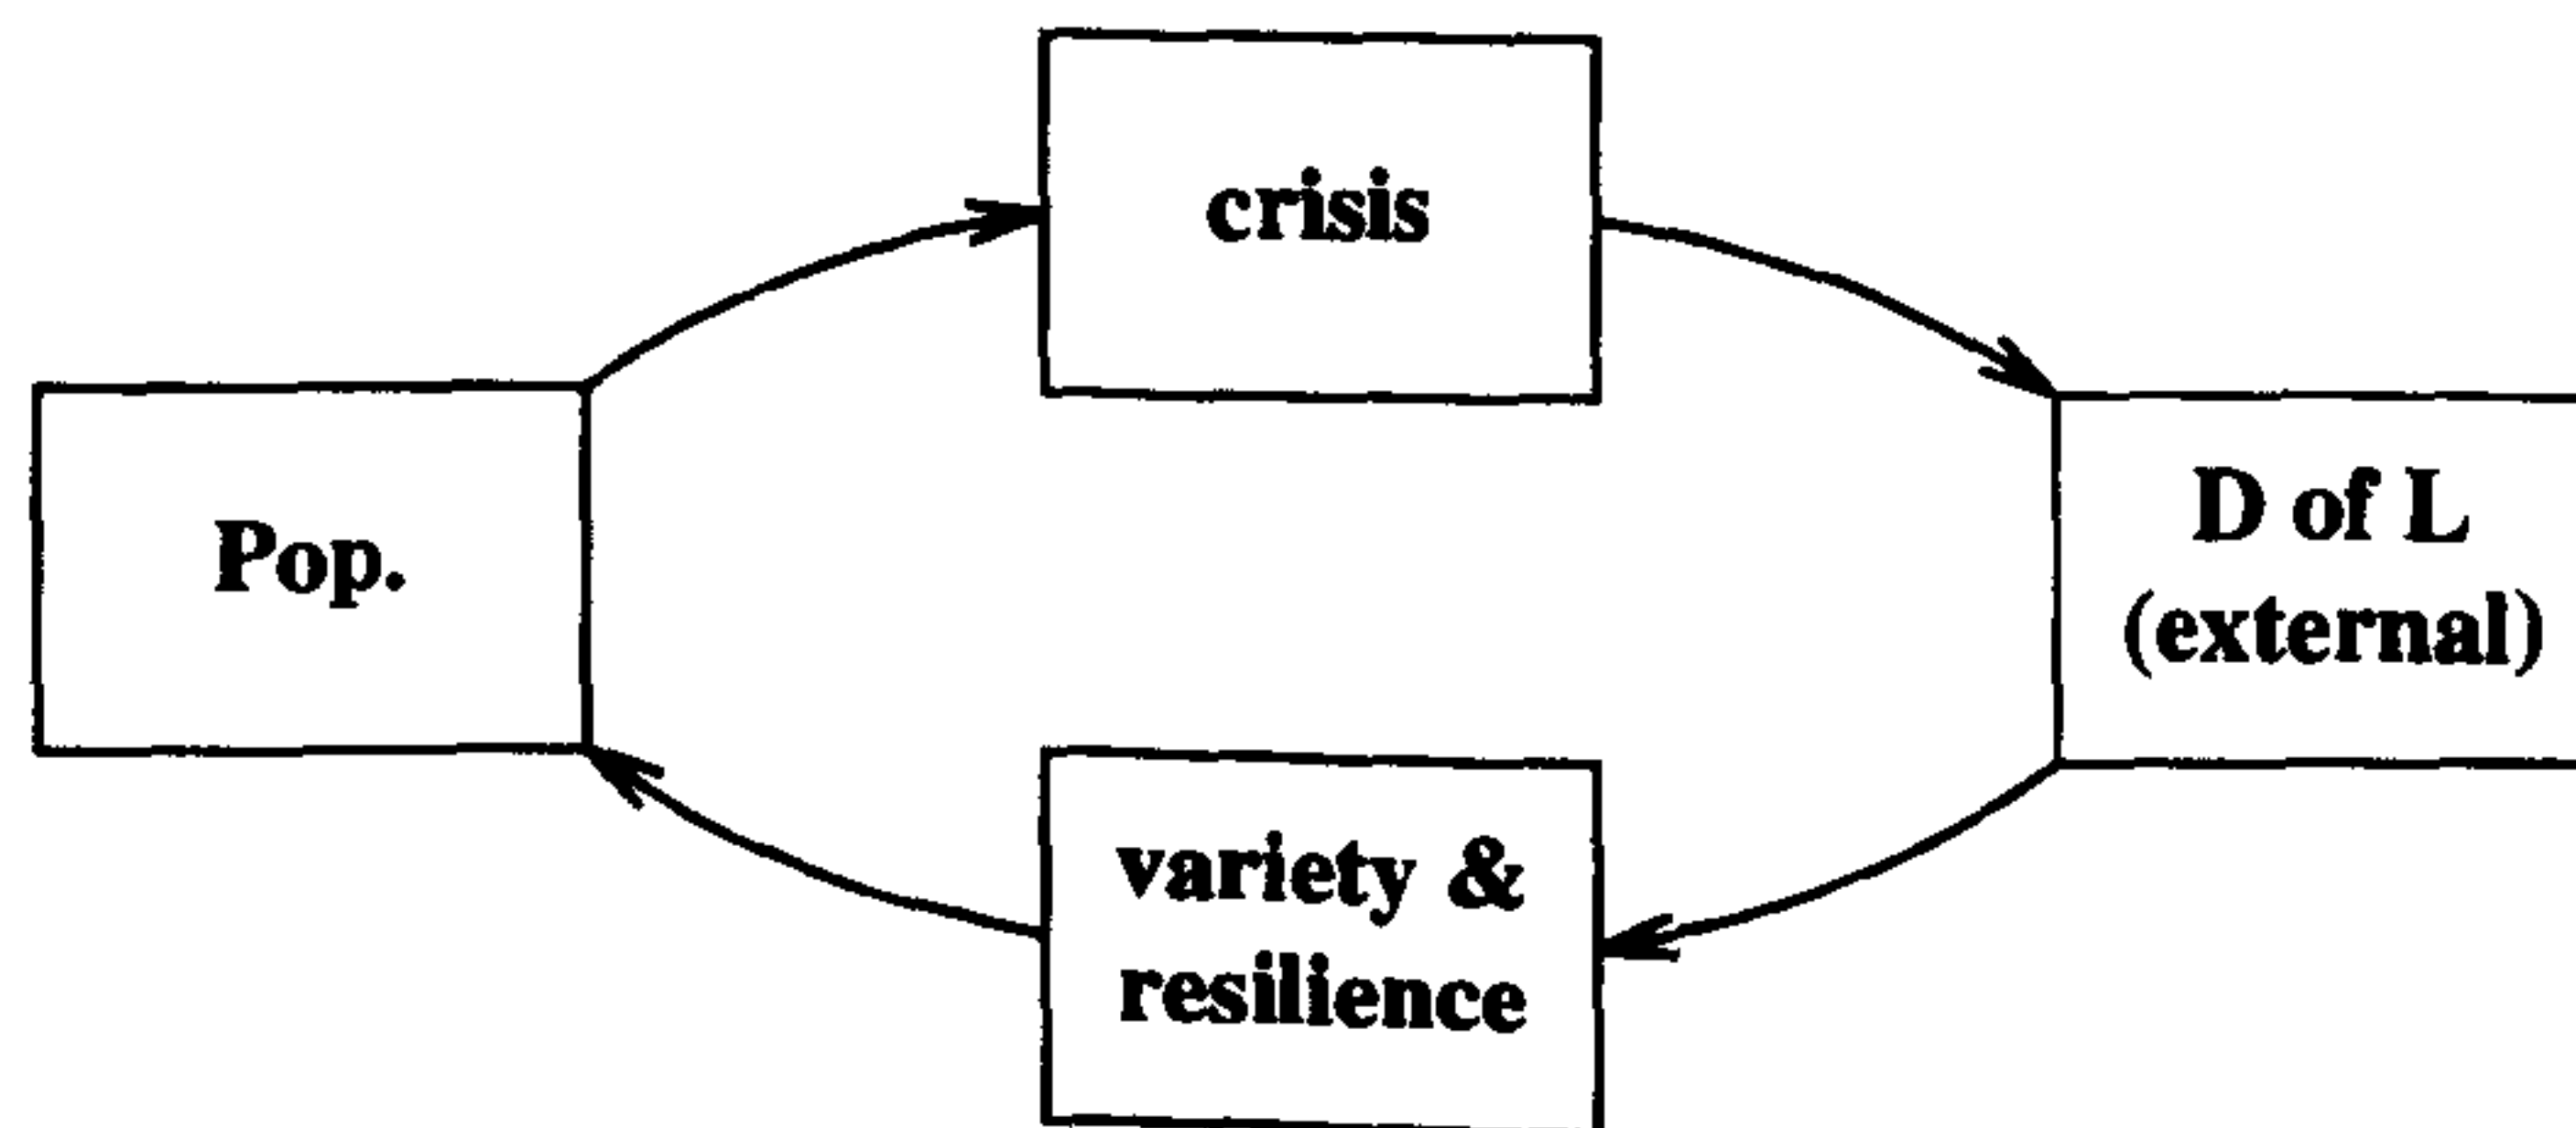 crisis
Pop.
D of L
(external)
variety &
resilience